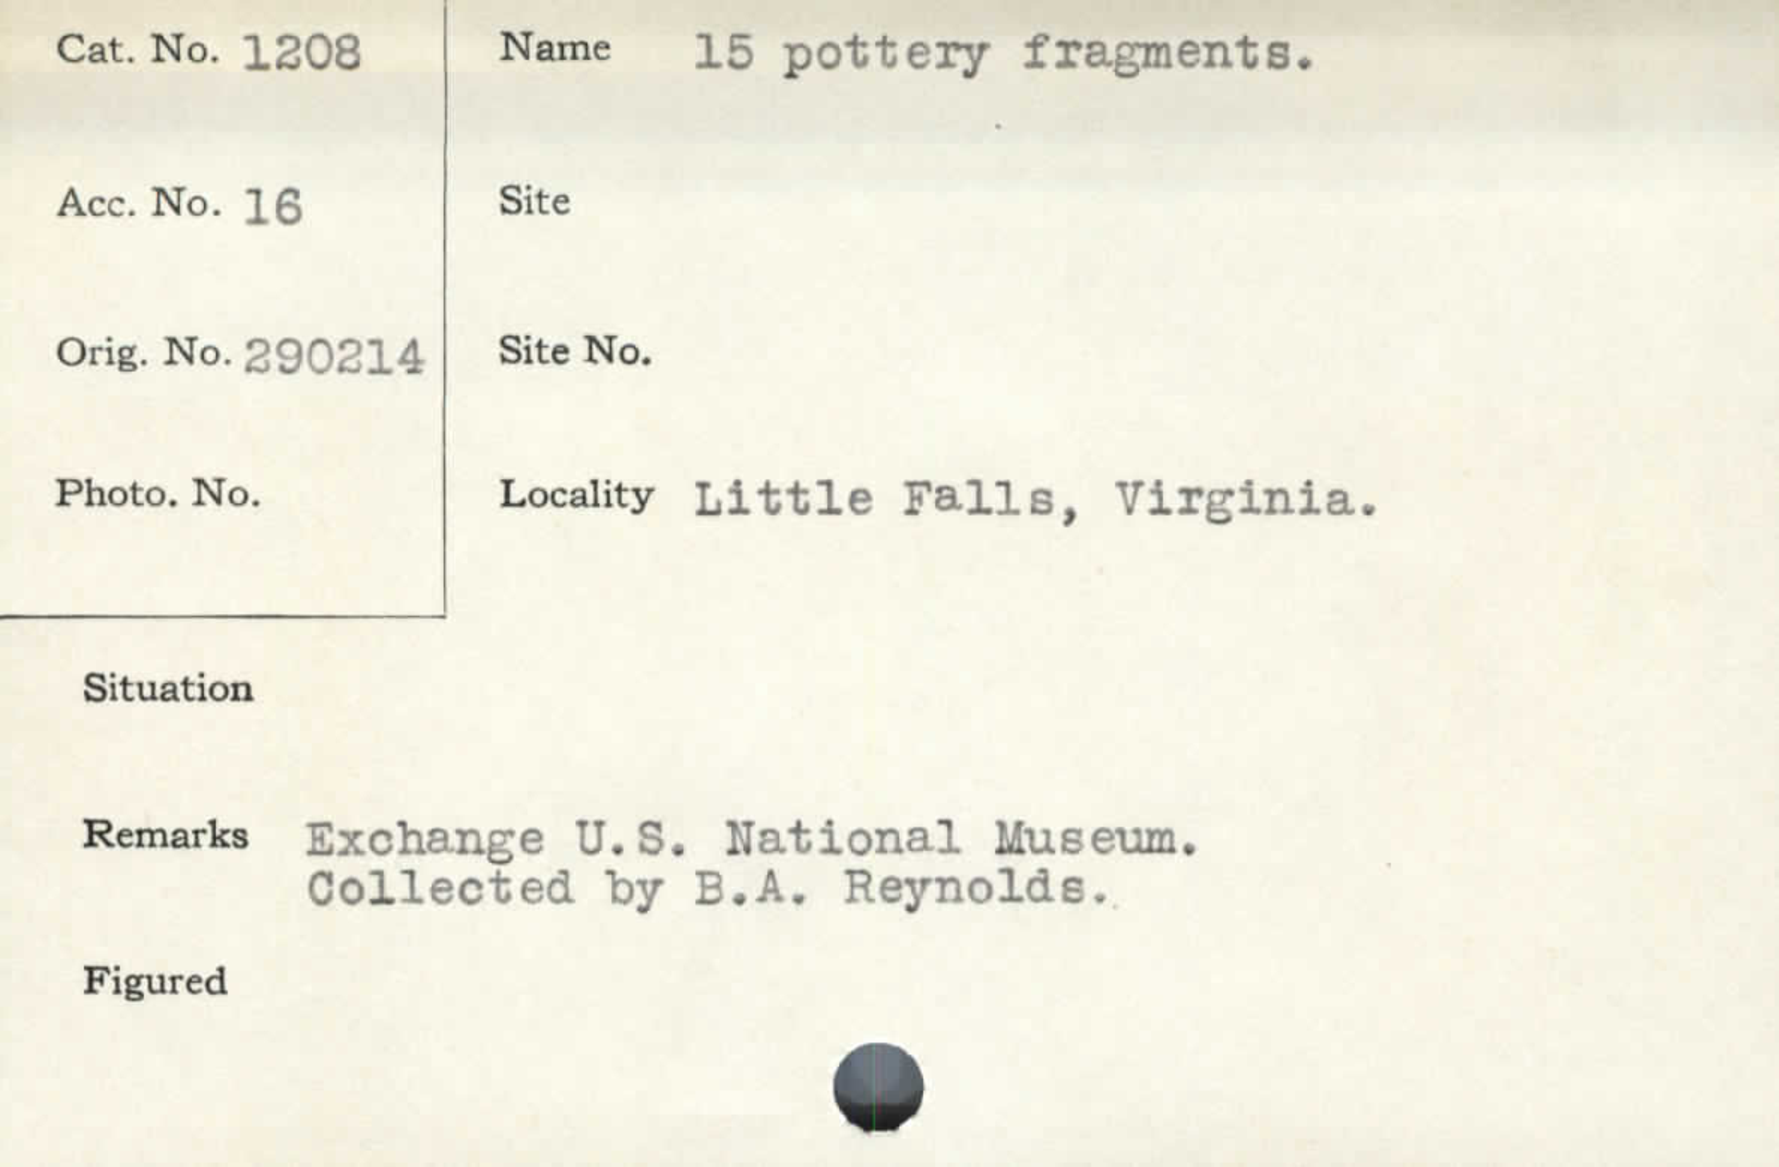 Cat. No. 1208
Name 15 pottery fragments.
Acc. No. 16
Site
Orig. No. 290214
Site No.
Photo. No.
Locality Little Falls, Virginia.
Situation
Remarks Exchange U.S. National Museum.
Collected by B.A. Reynolds.
Figured